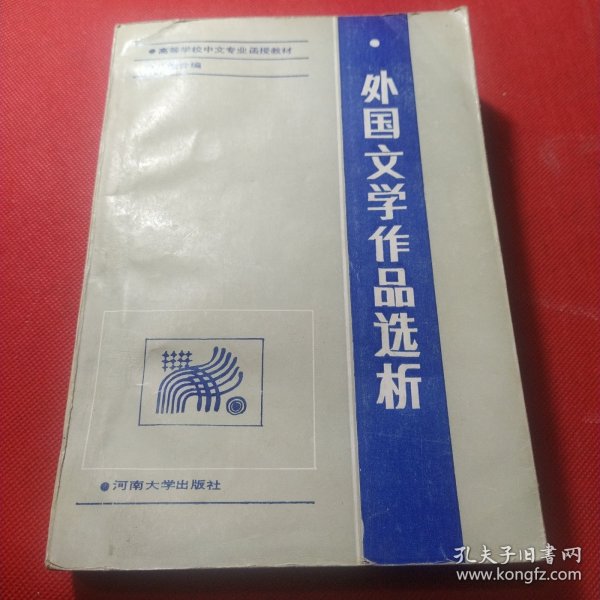 高等学校中文专业函授教材
编
外国文学作品选析
河南大学出版社
孔夫子旧书网
www.kongfz.com